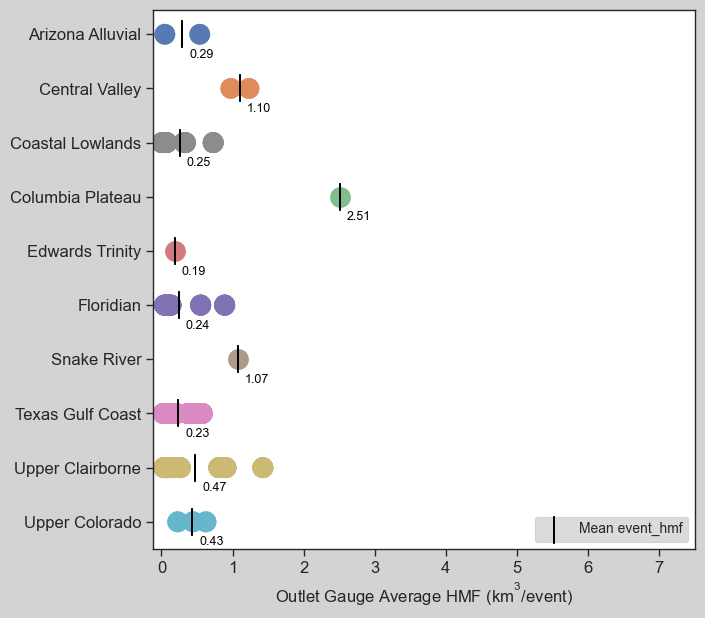 Arizona Alluvial
0.29
Central Valley
1.10
Coastal Lowlands
0.25
Columbia Plateau
2.51
Edwards Trinity
0.19
Floridian
0.24
Snake River
1.07
Texas Gulf Coast
0.23
Upper Clairborne
0.47
Upper Colorado
0.43
Mean event_hmf
0 1 2 3 4 5 6 7
Outlet Gauge Average HMF (km³/event)